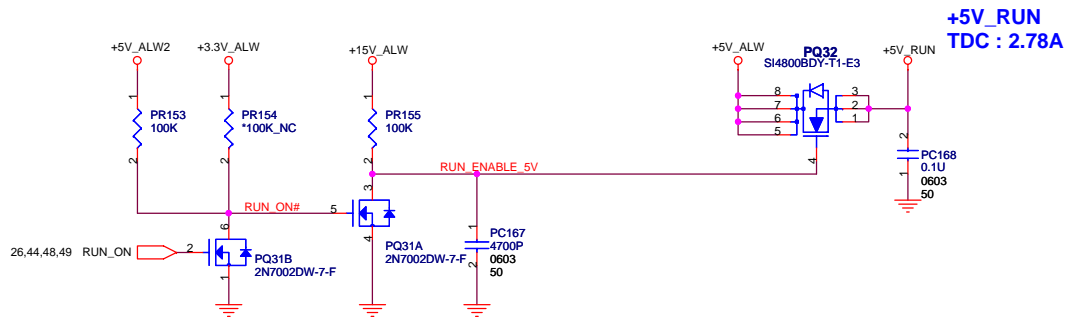 +5V_RUN
TDC : 2.78A
+5V_ALW2
+3.3V_ALW
+15V_ALW
+5V_ALW
PQ32
SI4800BDY-T1-E3
+5V_RUN
1
PR153
100K
2
1
PR154
*100K_NC
2
1
PR155
100K
2
8
7
6
5
3
2
1
4
RUN_ENABLE_5V
2
PC168
0.1U
0603
50
1
RUN_ON#
5
3
4
PQ31A
2N7002DW-7-F
1
PC167
4700P
0603
50
2
26,44,48,49 RUN_ON
2
6
1
PQ31B
2N7002DW-7-F